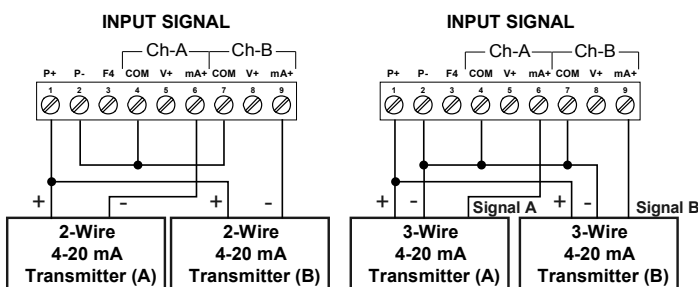 INPUT SIGNAL
Ch-A Ch-B
P+ P- F4 COM V+ mA+ COM V+ mA+
1 2 3 4 5 6 7 8 9
+ - + -
2-Wire
4-20 mA
Transmitter (A)
2-Wire
4-20 mA
Transmitter (B)
INPUT SIGNAL
Ch-A Ch-B
P+ P- F4 COM V+ mA+ COM V+ mA+
1 2 3 4 5 6 7 8 9
+ - Signal A + - Signal B
3-Wire
4-20 mA
Transmitter (A)
3-Wire
4-20 mA
Transmitter (B)